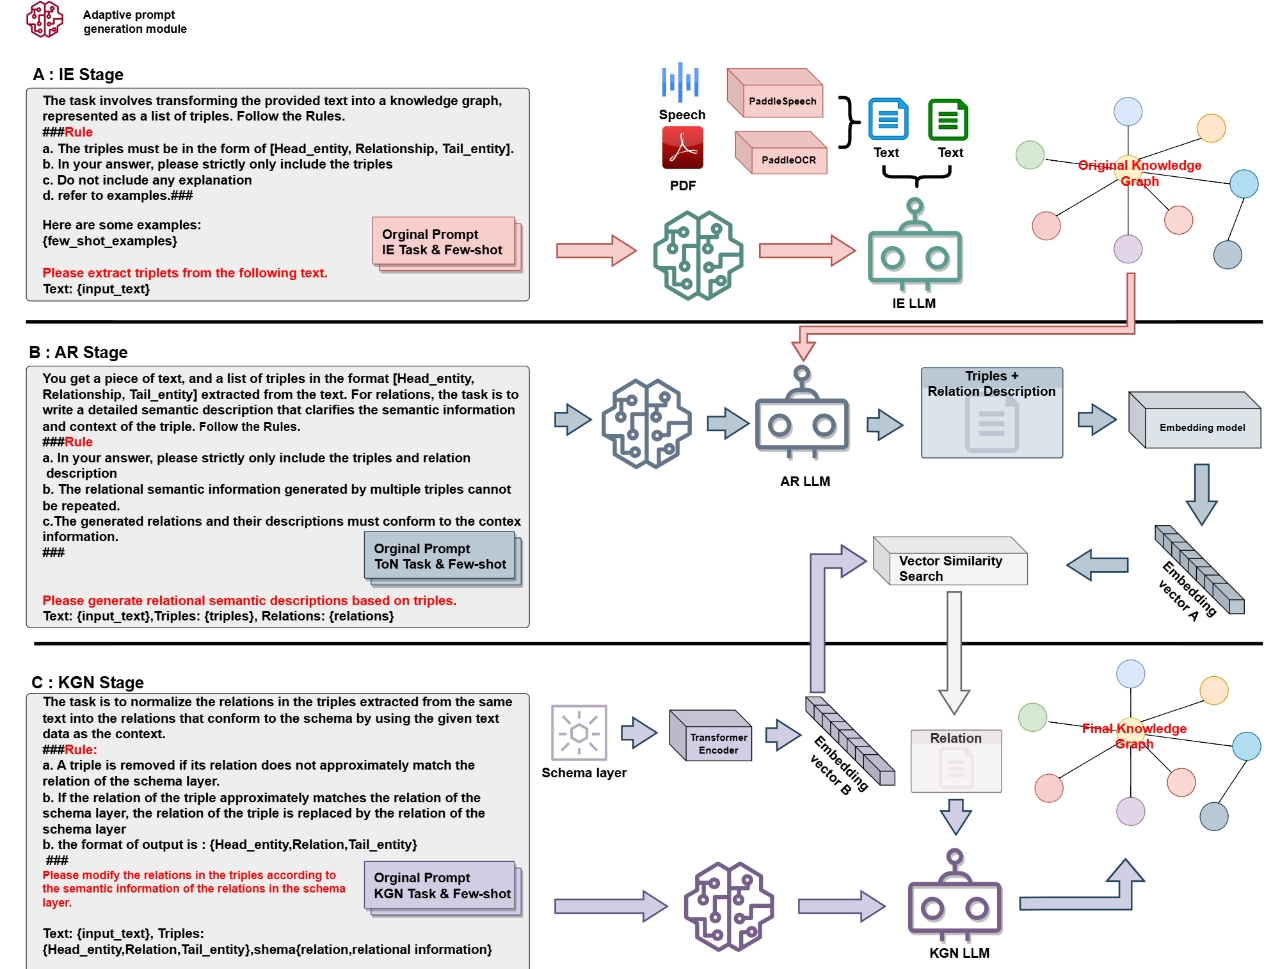 Adaptive prompt
generation module
A : IE Stage
The task involves transforming the provided text into a knowledge graph,
represented as a list of triples. Follow the Rules.
###Rule
a. The triples must be in the form of [Head_entity, Relationship, Tail_entity].
b. In your answer, please strictly only include the triples
c. Do not include any explanation
d. refer to examples.###
Here are some examples:
{few_shot_examples}
Please extract triplets from the following text.
Text: {input_text}
Orginal Prompt
IE Task & Few-shot
Speech
PDF
PaddleSpeech
PaddleOCR
Text
Text
IE LLM
Original Knowledge
Graph
B : AR Stage
You get a piece of text, and a list of triples in the format [Head_entity,
Relationship, Tail_entity] extracted from the text. For relations, the task is to
write a detailed semantic description that clarifies the semantic information
and context of the triple. Follow the Rules.
###Rule
a. In your answer, please strictly only include the triples and relation
description
b. The relational semantic information generated by multiple triples cannot
be repeated.
c.The generated relations and their descriptions must conform to the contex
information.
###
Orginal Prompt
ToN Task & Few-shot
Please generate relational semantic descriptions based on triples.
Text: {input_text},Triples: {triples}, Relations: {relations}
AR LLM
Triples +
Relation Description
Embedding model
Embedding
vector A
Vector Similarity
Search
C : KGN Stage
The task is to normalize the relations in the triples extracted from the same
text into the relations that conform to the schema by using the given text
data as the context.
###Rule:
a. A triple is removed if its relation does not approximately match the
relation of the schema layer.
b. If the relation of the triple approximately matches the relation of the
schema layer, the relation of the triple is replaced by the relation of the
schema layer
b. the format of output is : {Head_entity,Relation,Tail_entity}
###
Please modify the relations in the triples according to
the semantic information of the relations in the schema
layer.
Orginal Prompt
KGN Task & Few-shot
Text: {input_text}, Triples:
{Head_entity,Relation,Tail_entity},shema{relation,relational information}
Schema layer
Transformer
Encoder
Embedding
vector B
Relation
KGN LLM
Final Knowledge
Graph